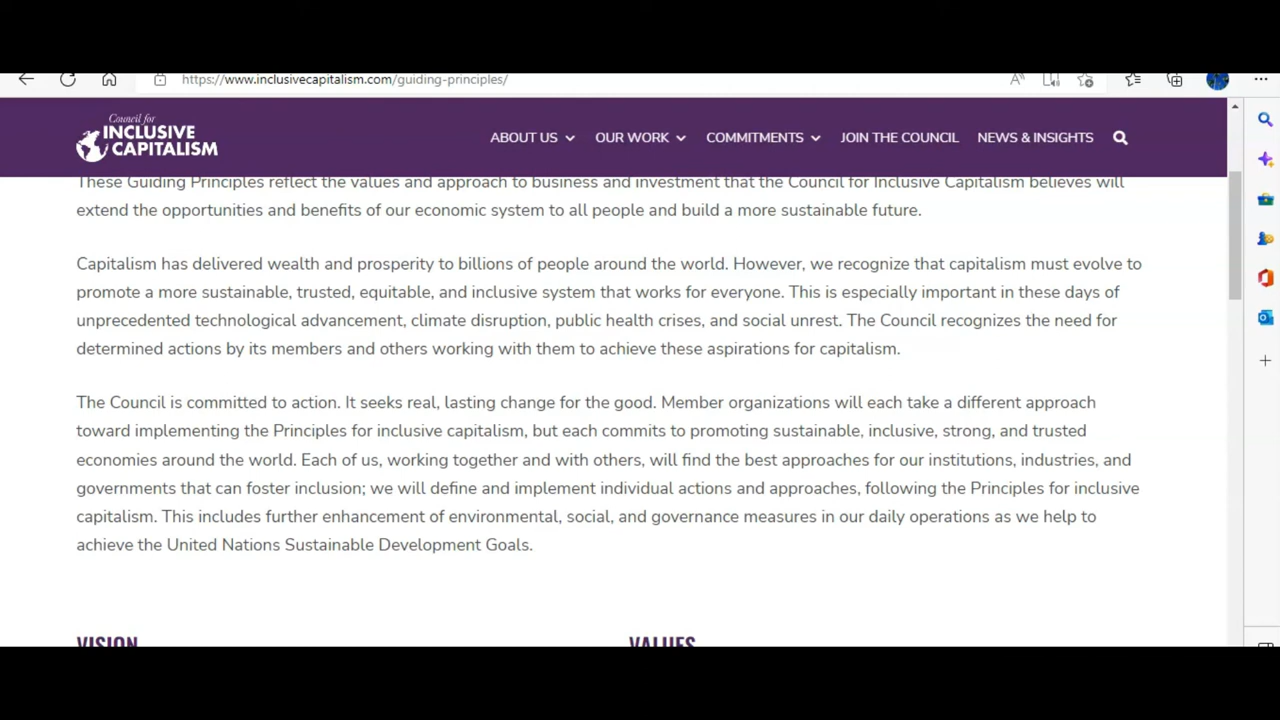 https://www.inclusivecapitalism.com/guiding-principles/
Council for
INCLUSIVE
CAPITALISM
ABOUT US
OUR WORK
COMMITMENTS
JOIN THE COUNCIL
NEWS & INSIGHTS
These Guiding Principles reflect the values and approach to business and investment that the Council for Inclusive Capitalism believes will
extend the opportunities and benefits of our economic system to all people and build a more sustainable future.
Capitalism has delivered wealth and prosperity to billions of people around the world. However, we recognize that capitalism must evolve to
promote a more sustainable, trusted, equitable, and inclusive system that works for everyone. This is especially important in these days of
unprecedented technological advancement, climate disruption, public health crises, and social unrest. The Council recognizes the need for
determined actions by its members and others working with them to achieve these aspirations for capitalism.
The Council is committed to action. It seeks real, lasting change for the good. Member organizations will each take a different approach
toward implementing the Principles for inclusive capitalism, but each commits to promoting sustainable, inclusive, strong, and trusted
economies around the world. Each of us, working together and with others, will find the best approaches for our institutions, industries, and
governments that can foster inclusion; we will define and implement individual actions and approaches, following the Principles for inclusive
capitalism. This includes further enhancement of environmental, social, and governance measures in our daily operations as we help to
achieve the United Nations Sustainable Development Goals.
VISION
VALUES